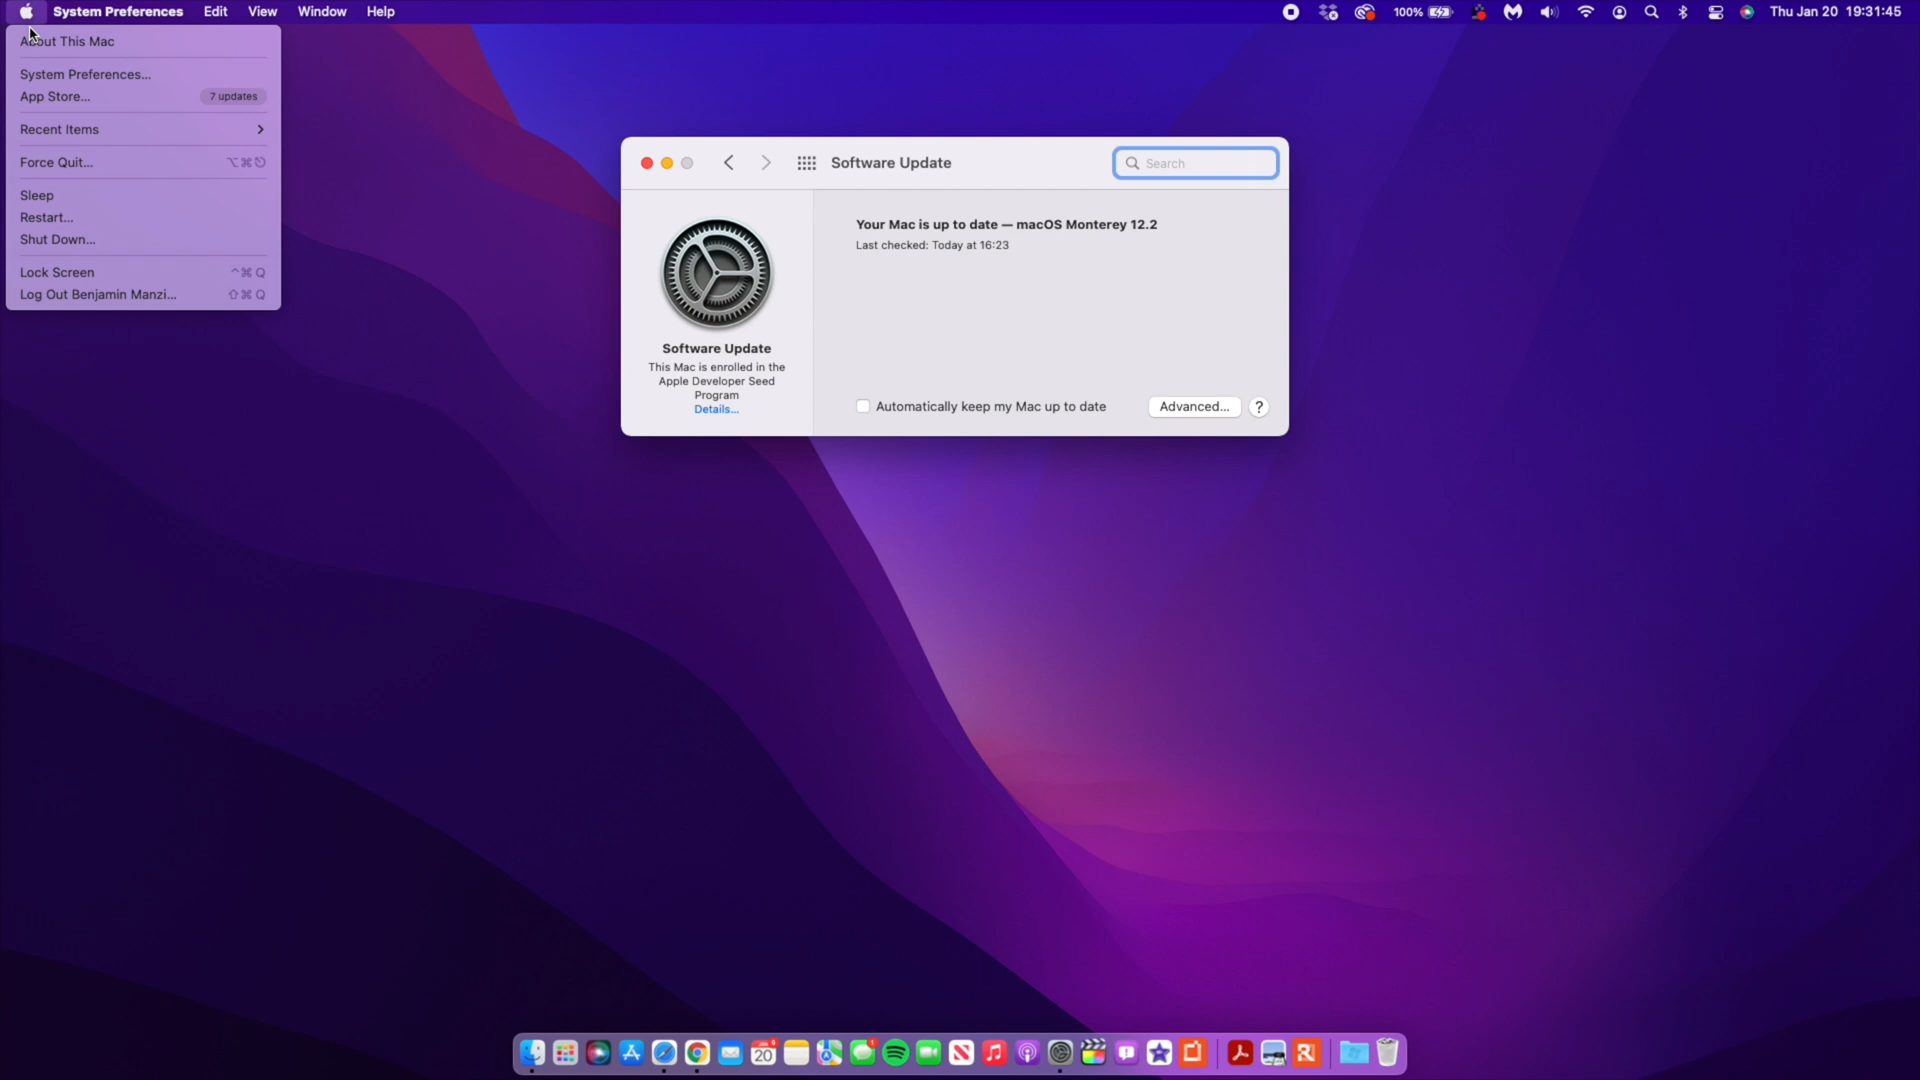 System Preferences Edit View Window Help
100% Thu Jan 20 19:31:45
About This Mac
System Preferences...
App Store... 7 updates
Recent Items
Force Quit... ⌥⌘⎋
Sleep
Restart...
Shut Down...
Lock Screen ^⌘Q
Log Out Benjamin Manzi... ⇧⌘Q
Software Update
Search
Your Mac is up to date — macOS Monterey 12.2
Last checked: Today at 16:23
Software Update
This Mac is enrolled in the
Apple Developer Seed
Program
Details...
Automatically keep my Mac up to date
Advanced...
?
20